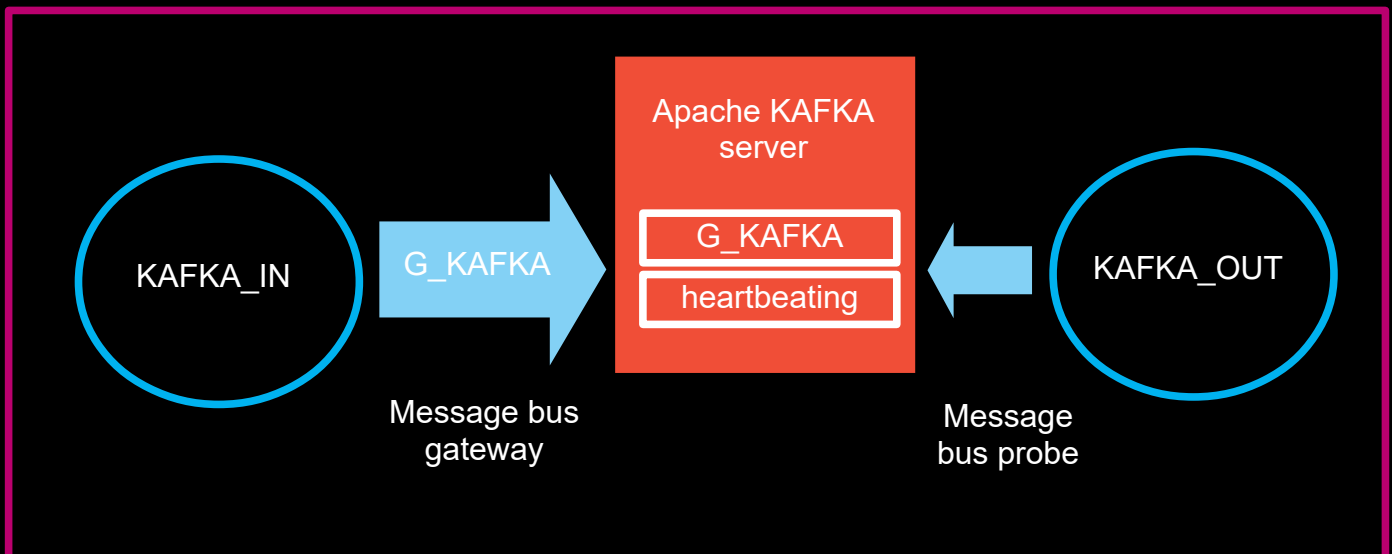 KAFKA_IN
G_KAFKA
Message bus
gateway
Apache KAFKA
server
G_KAFKA
heartbeating
KAFKA_OUT
Message
bus probe